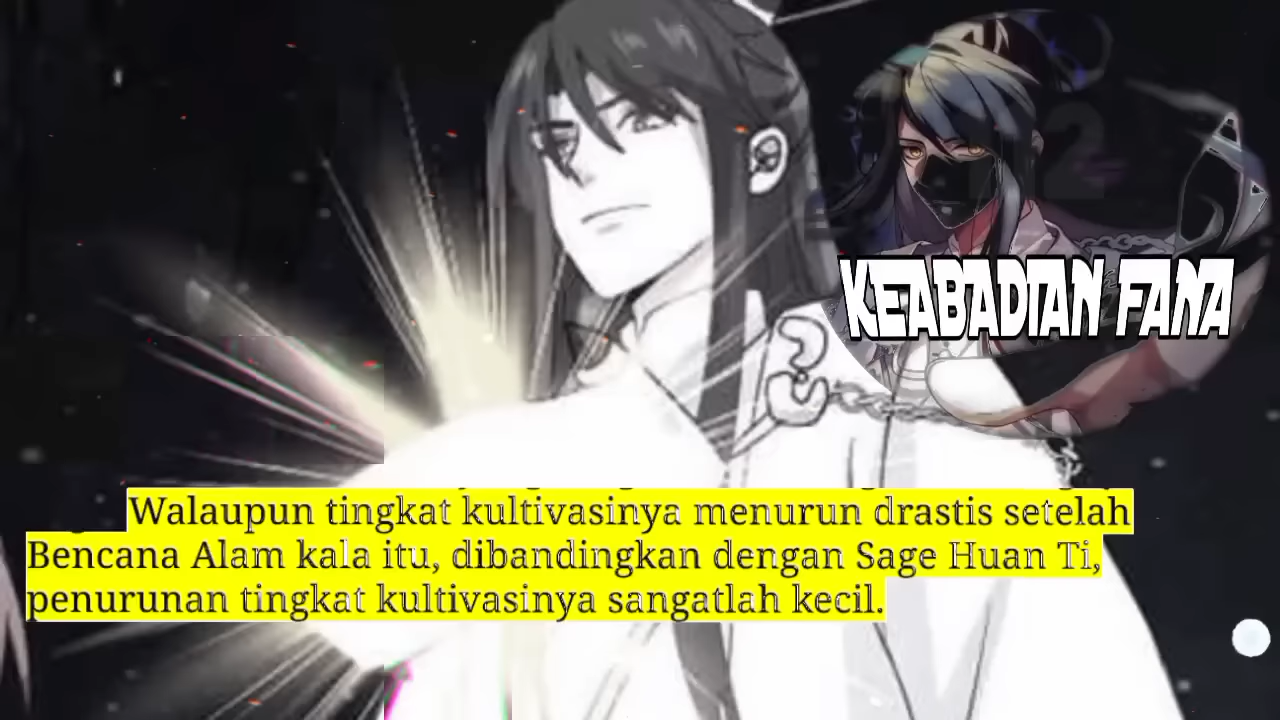 KEABADIAN FANA
Walaupun tingkat kultivasinya menurun drastis setelah
Bencana Alam kala itu, dibandingkan dengan Sage Huan Ti,
penurunan tingkat kultivasinya sangatlah kecil.